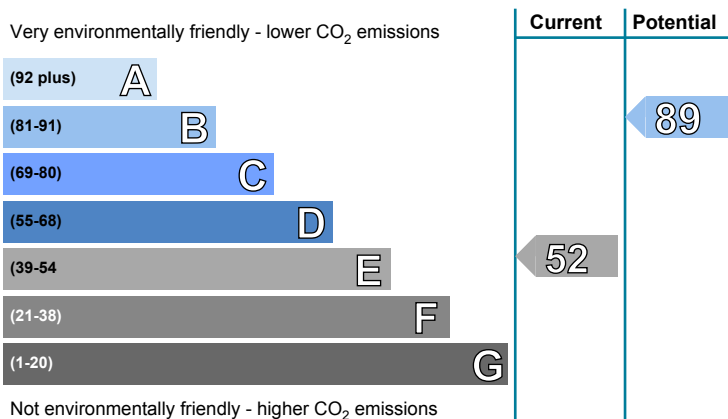 Current Potential
Very environmentally friendly - lower CO2 emissions
(92 plus) A
(81-91) B
89
(69-80) C
(55-68) D
(39-54 E
52
(21-38) F
(1-20) G
Not environmentally friendly - higher CO2 emissions